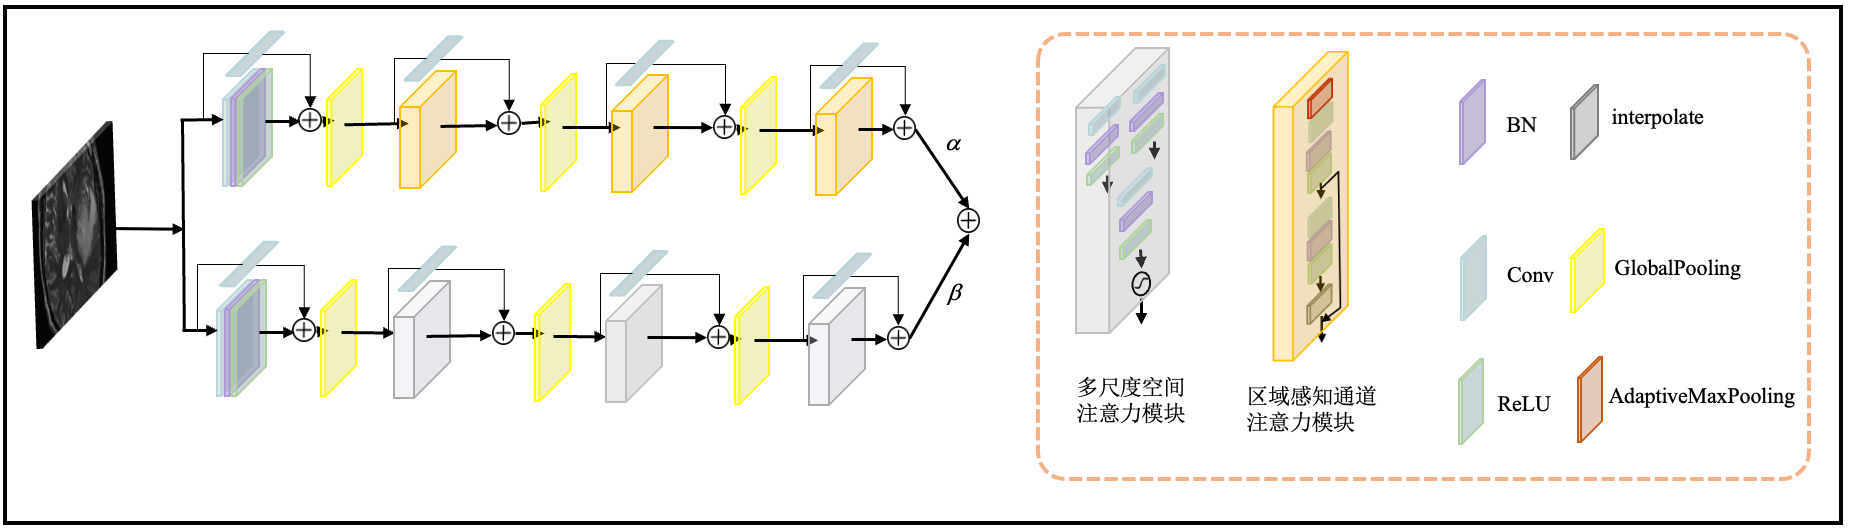 α
β
多尺度空间
注意力模块
区域感知通道
注意力模块
BN
interpolate
Conv
GlobalPooling
ReLU
AdaptiveMaxPooling